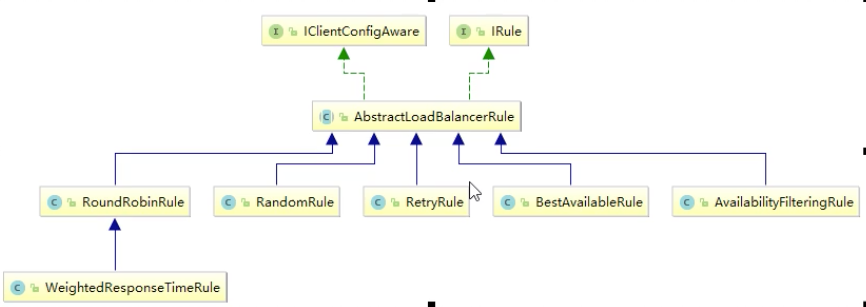 IClientConfigAware
IRule
AbstractLoadBalancerRule
RoundRobinRule
RandomRule
RetryRule
BestAvailableRule
AvailabilityFilteringRule
WeightedResponseTimeRule